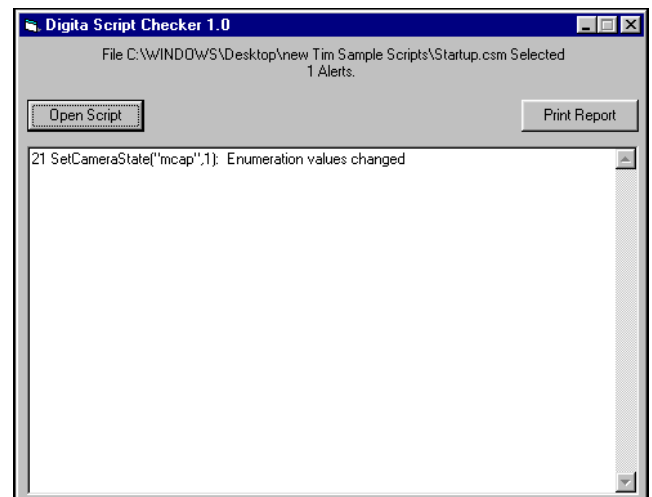 Digita Script Checker 1.0
File C:\WINDOWS\Desktop\new Tim Sample Scripts\Startup.csm Selected
1 Alerts.
Open Script
Print Report
21 SetCameraState("mcap",1):  Enumeration values changed